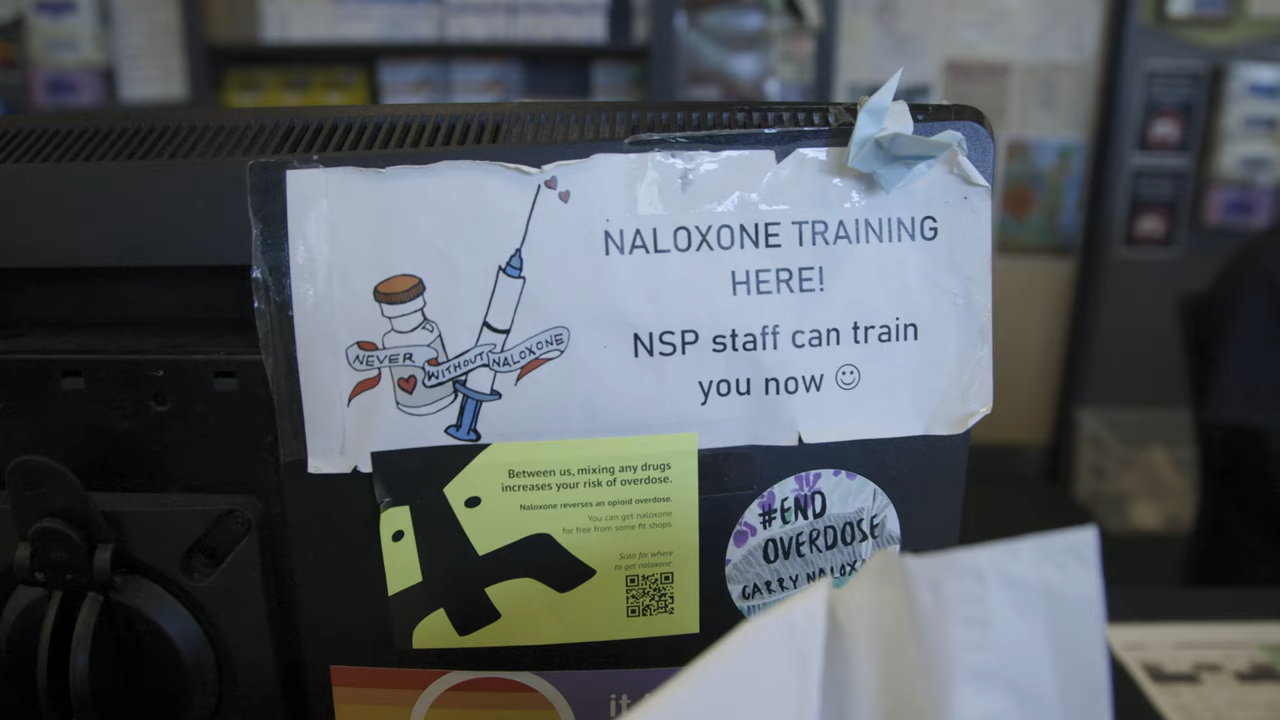 NALOXONE TRAINING
HERE!
NSP staff can train
you now ☺
NEVER WITHOUT NALOXONE
Between us, mixing any drugs
increases your risk of overdose.
Naloxone reverses an opioid overdose.
You can get naloxone
for free from some fit shops.
Scan for where
to get naloxone.
#END
OVERDOSE
CARRY
it